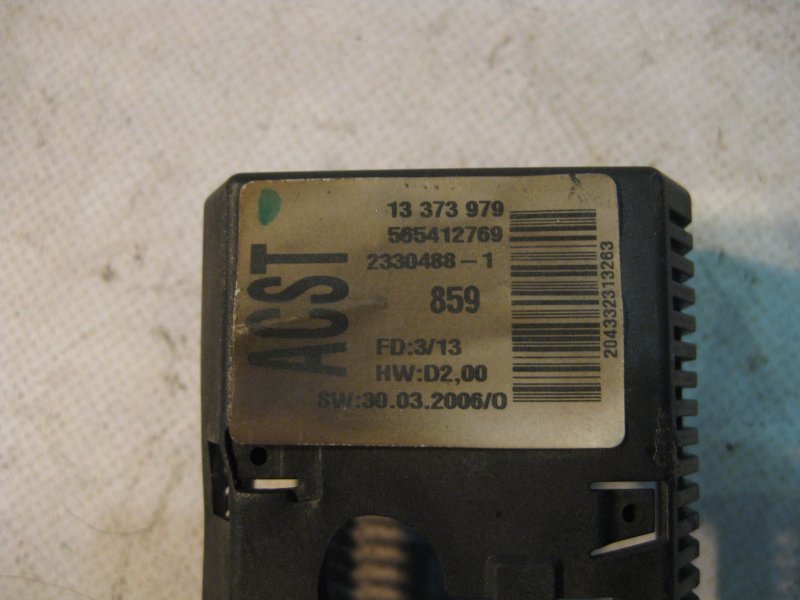 ACST
13 373 979
565412769
2330488-1
859
FD:3/13
HW:D2,00
SW:30.03.2006/0
204332313263